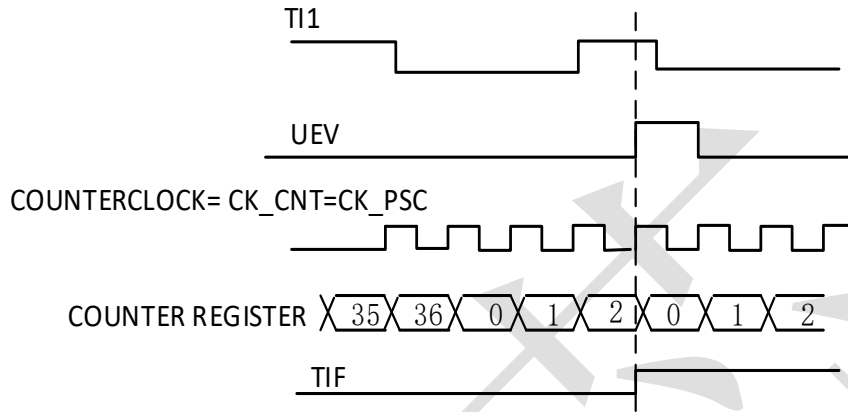 TI1
UEV
COUNTERCLOCK= CK_CNT=CK_PSC
COUNTER REGISTER 35 36 0 1 2 0 1 2
TIF